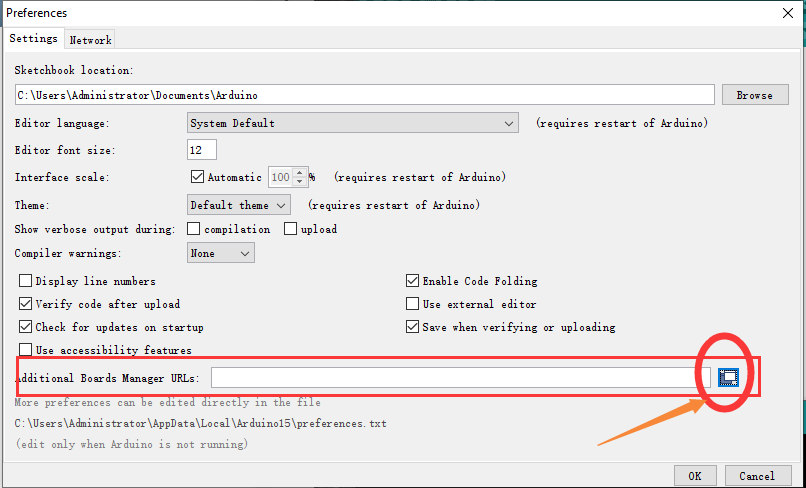 Preferences
Settings Network
Sketchbook location:
C:\Users\Administrator\Documents\Arduino Browse
Editor language: System Default (requires restart of Arduino)
Editor font size: 12
Interface scale: Automatic 100 % (requires restart of Arduino)
Theme: Default theme (requires restart of Arduino)
Show verbose output during: compilation upload
Compiler warnings: None
Display line numbers Enable Code Folding
Verify code after upload Use external editor
Check for updates on startup Save when verifying or uploading
Use accessibility features
Additional Boards Manager URLs:
More preferences can be edited directly in the file
C:\Users\Administrator\AppData\Local\Arduino15\preferences.txt
(edit only when Arduino is not running)
OK Cancel